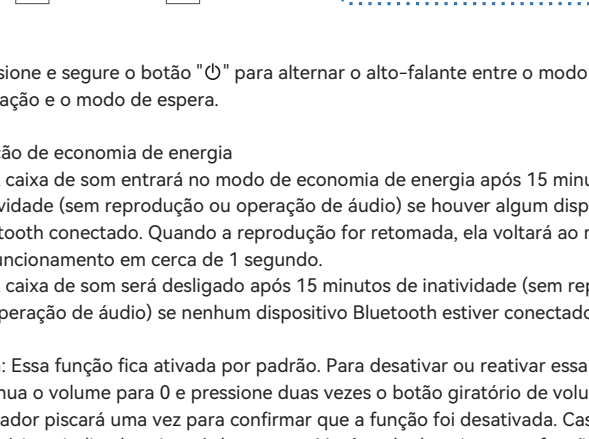 sione e segure o botão "⏻" para alternar o alto-falante entre o modo
ação e o modo de espera.
ão de economia de energia
caixa de som entrará no modo de economia de energia após 15 minu
vidade (sem reprodução ou operação de áudio) se houver algum disp
tooth conectado. Quando a reprodução for retomada, ela voltará ao
uncionamento em cerca de 1 segundo.
caixa de som será desligado após 15 minutos de inatividade (sem rep
peração de áudio) se nenhum dispositivo Bluetooth estiver conectado
: Essa função fica ativada por padrão. Para desativar ou reativar essa
nua o volume para 0 e pressione duas vezes o botão giratório de volu
ador piscará uma vez para confirmar que a função foi desativada. Cas